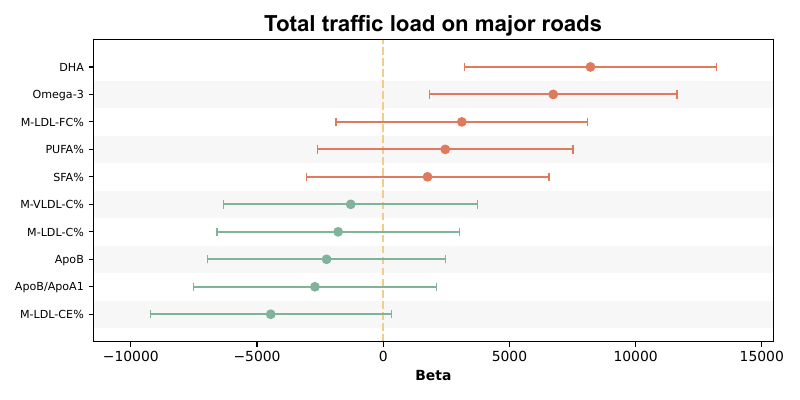 Total traffic load on major roads
DHA
Omega-3
M-LDL-FC%
PUFA%
SFA%
M-VLDL-C%
M-LDL-C%
ApoB
ApoB/ApoA1
M-LDL-CE%
−10000 −5000 0 5000 10000 15000
Beta